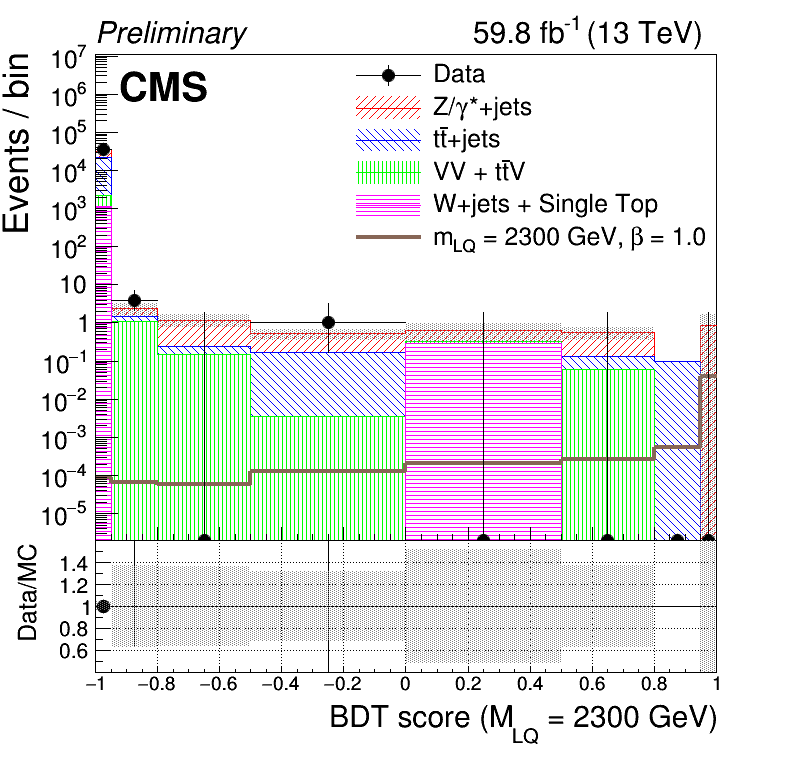 Preliminary 59.8 fb⁻¹ (13 TeV)
CMS
Events / bin
10⁷
10⁶
10⁵
10⁴
10³
10²
10
1
10⁻¹
10⁻²
10⁻³
10⁻⁴
10⁻⁵
Data
Z/γ*+jets
tt̄+jets
VV + tt̄V
W+jets + Single Top
m_LQ = 2300 GeV, β = 1.0
Data/MC
1.4
1.2
1
0.8
0.6
−1 −0.8 −0.6 −0.4 −0.2 0 0.2 0.4 0.6 0.8 1
BDT score (M_LQ = 2300 GeV)